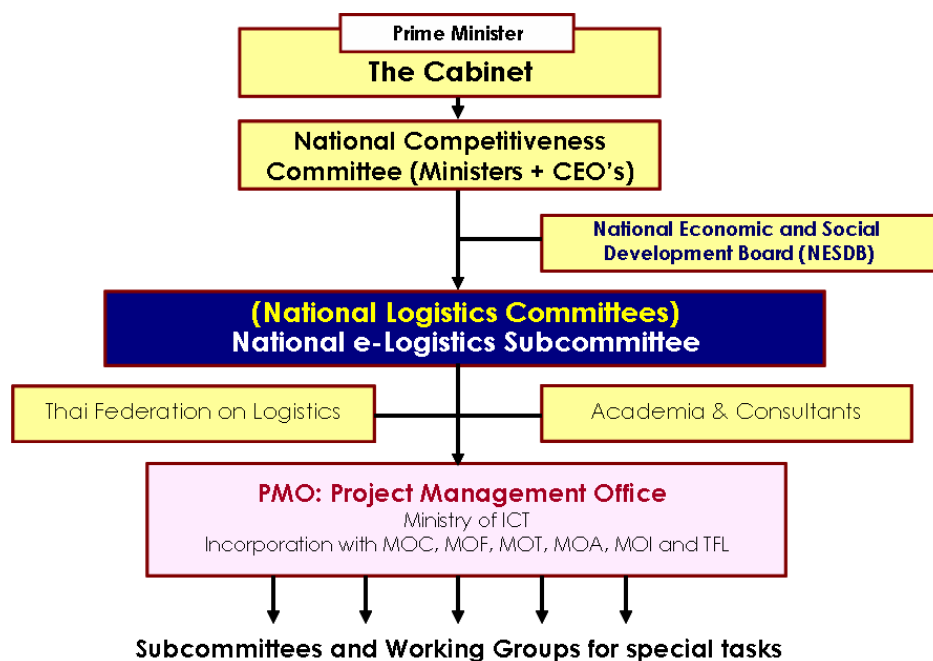 Prime Minister
The Cabinet
National Competitiveness
Committee (Ministers + CEO's)
National Economic and Social
Development Board (NESDB)
(National Logistics Committees)
National e-Logistics Subcommittee
Thai Federation on Logistics
Academia & Consultants
PMO: Project Management Office
Ministry of ICT
Incorporation with MOC, MOF, MOT, MOA, MOI and TFL
Subcommittees and Working Groups for special tasks